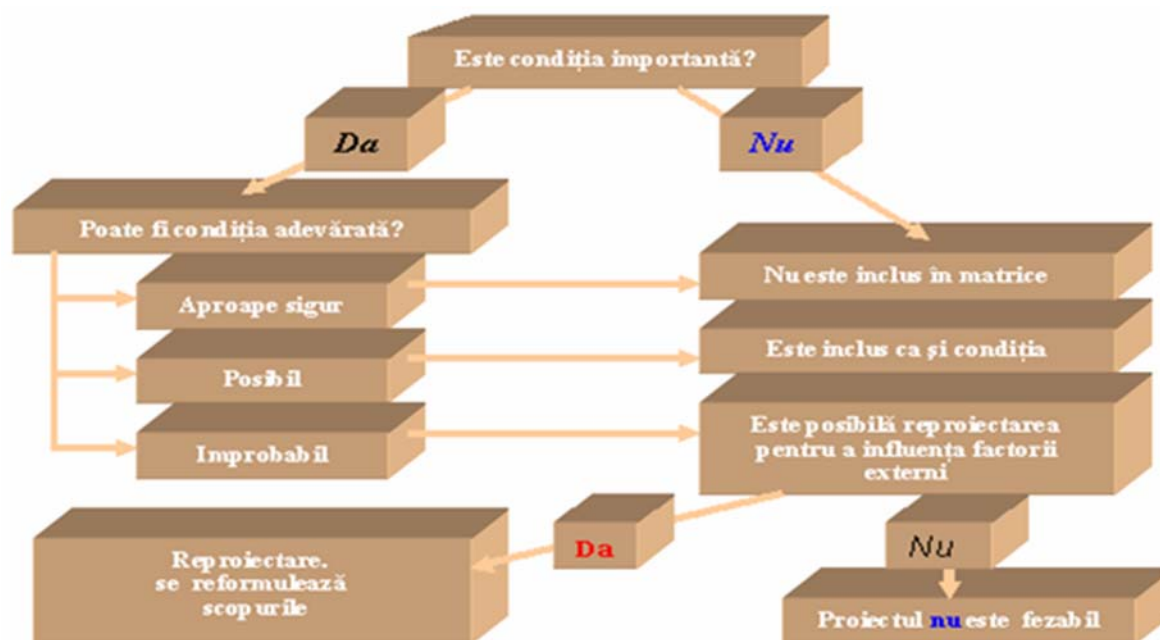 Este condiția importantă?
Da
Nu
Poate fi condiția adevărată?
Aproape sigur
Nu este inclus în matrice
Posibil
Este inclus ca și condiția
Improbabil
Este posibilă reproiectarea
pentru a influența factorii
externi
Da
Nu
Reproiectare.
se reformulează
scopurile
Proiectul nu este fezabil